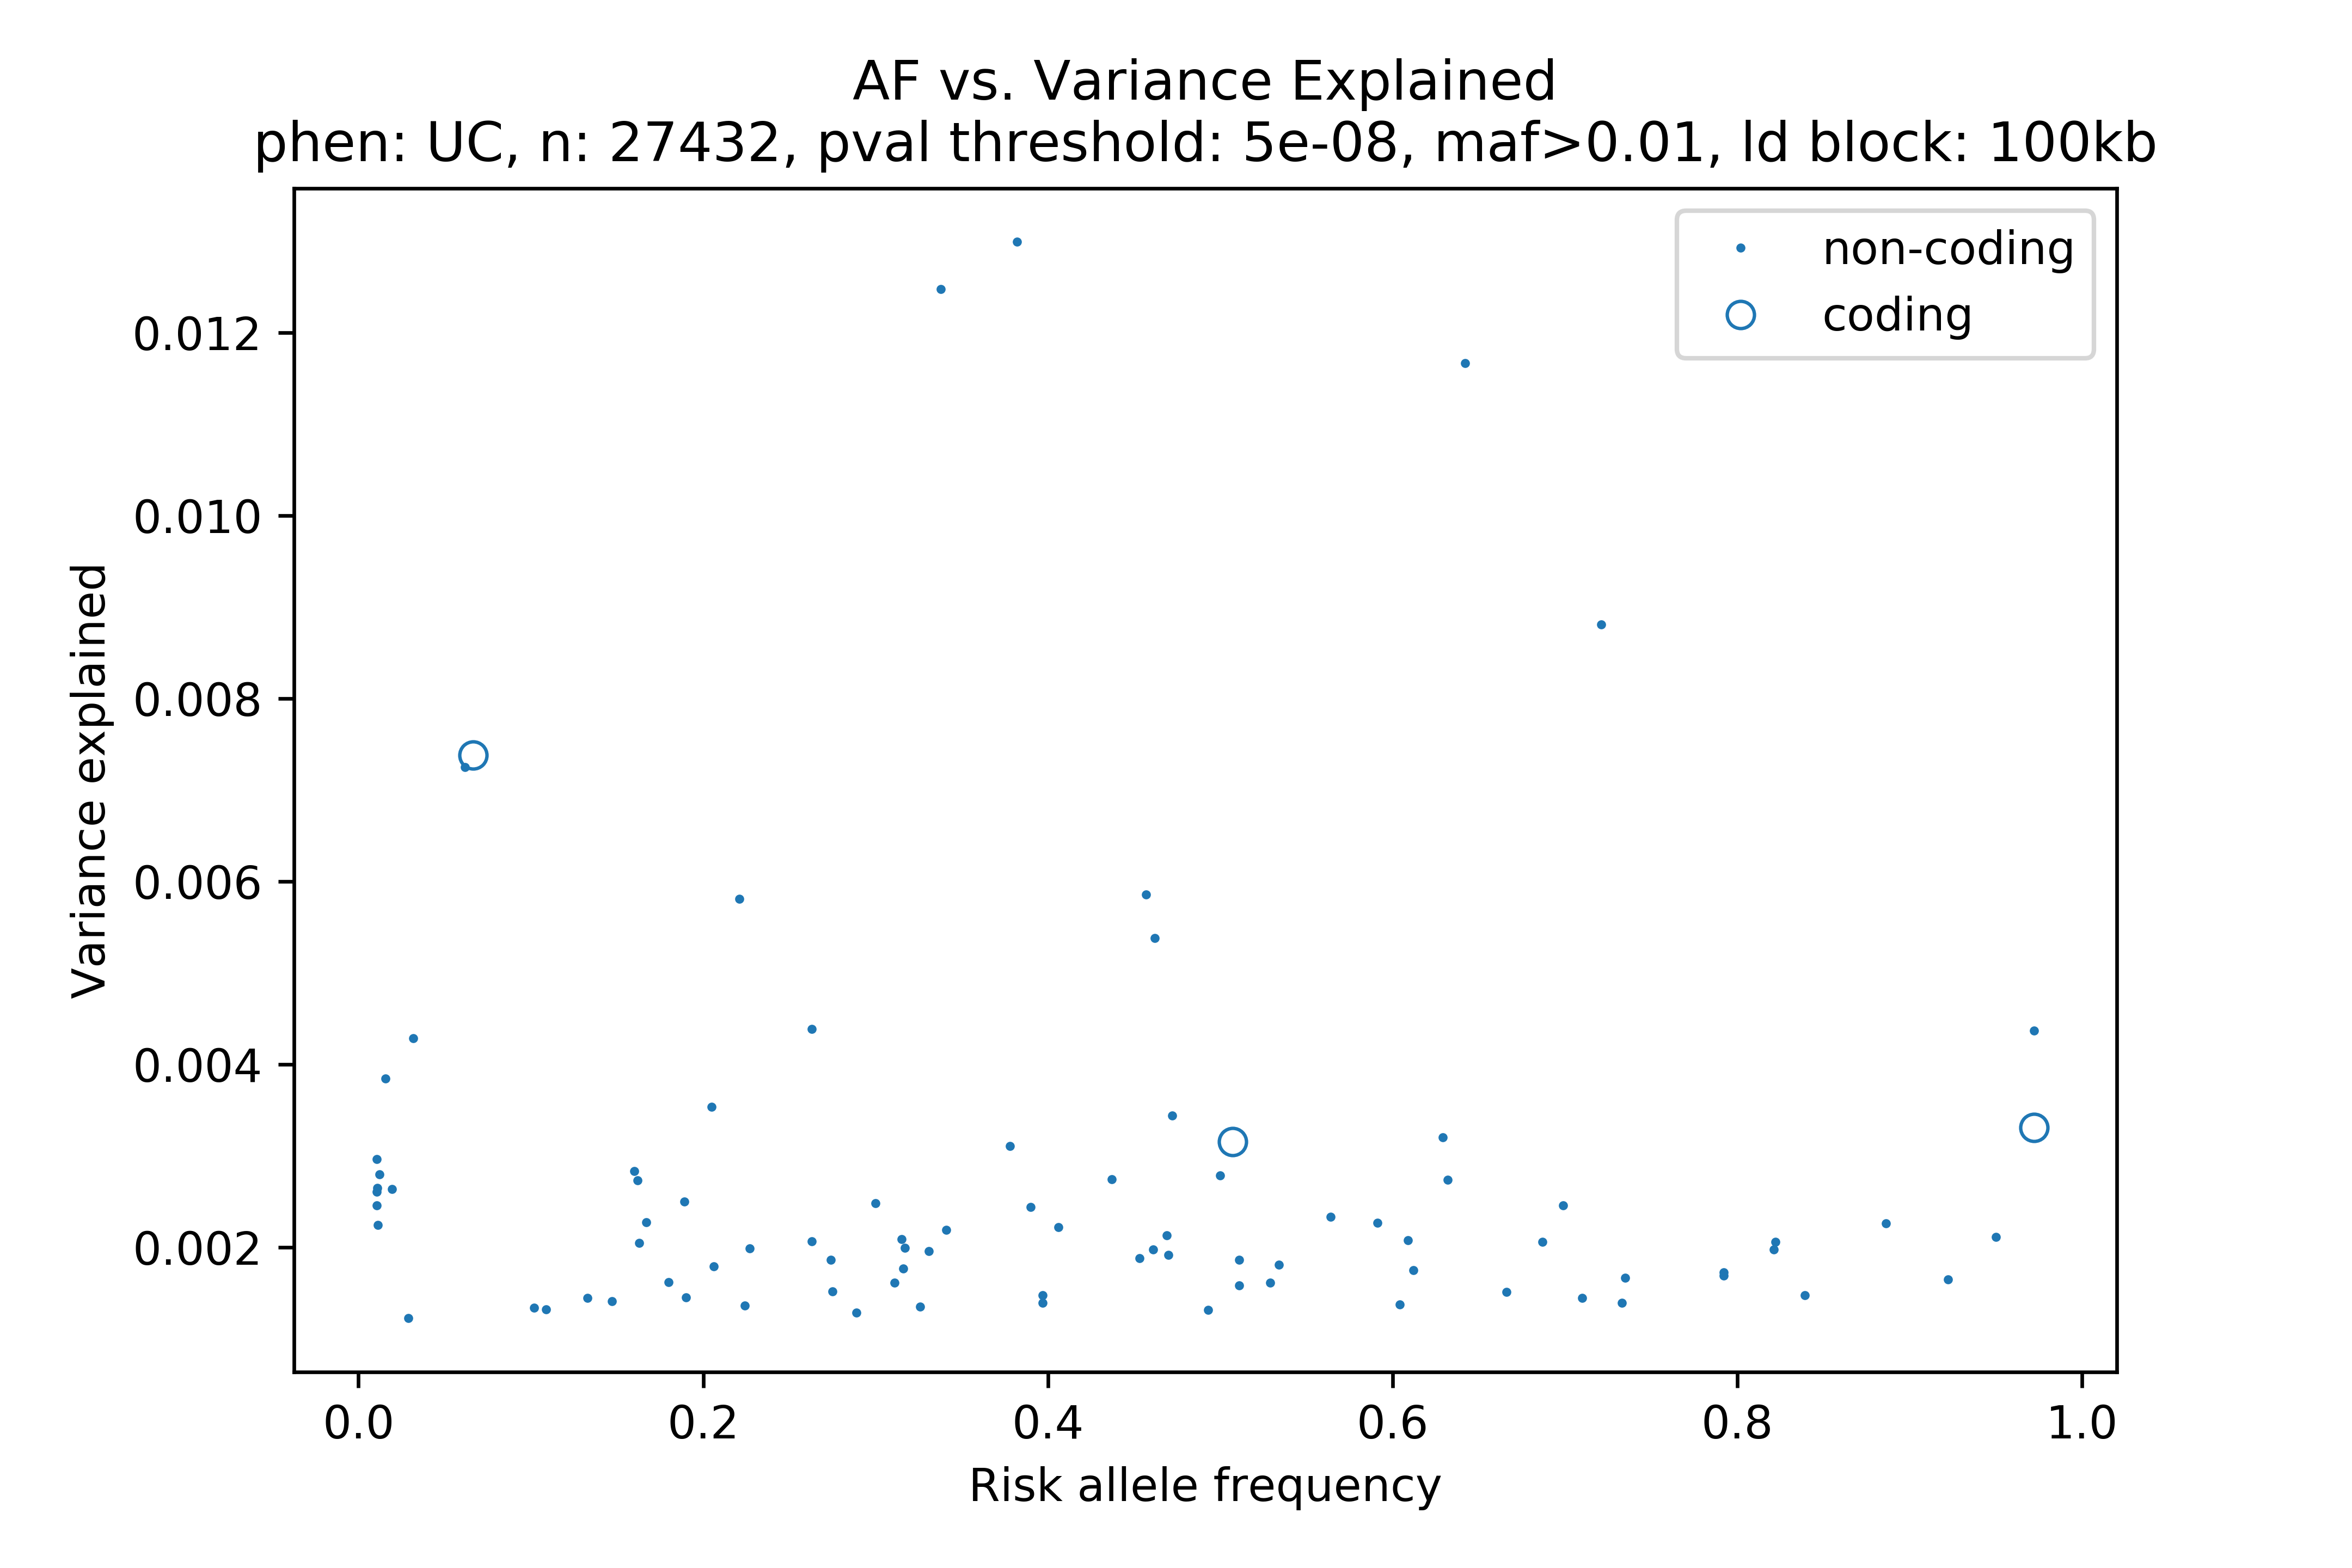 AF vs. Variance Explained
phen: UC, n: 27432, pval threshold: 5e-08, maf>0.01, ld block: 100kb
non-coding
coding
0.012
0.010
0.008
0.006
0.004
0.002
Variance explained
0.0 0.2 0.4 0.6 0.8 1.0
Risk allele frequency